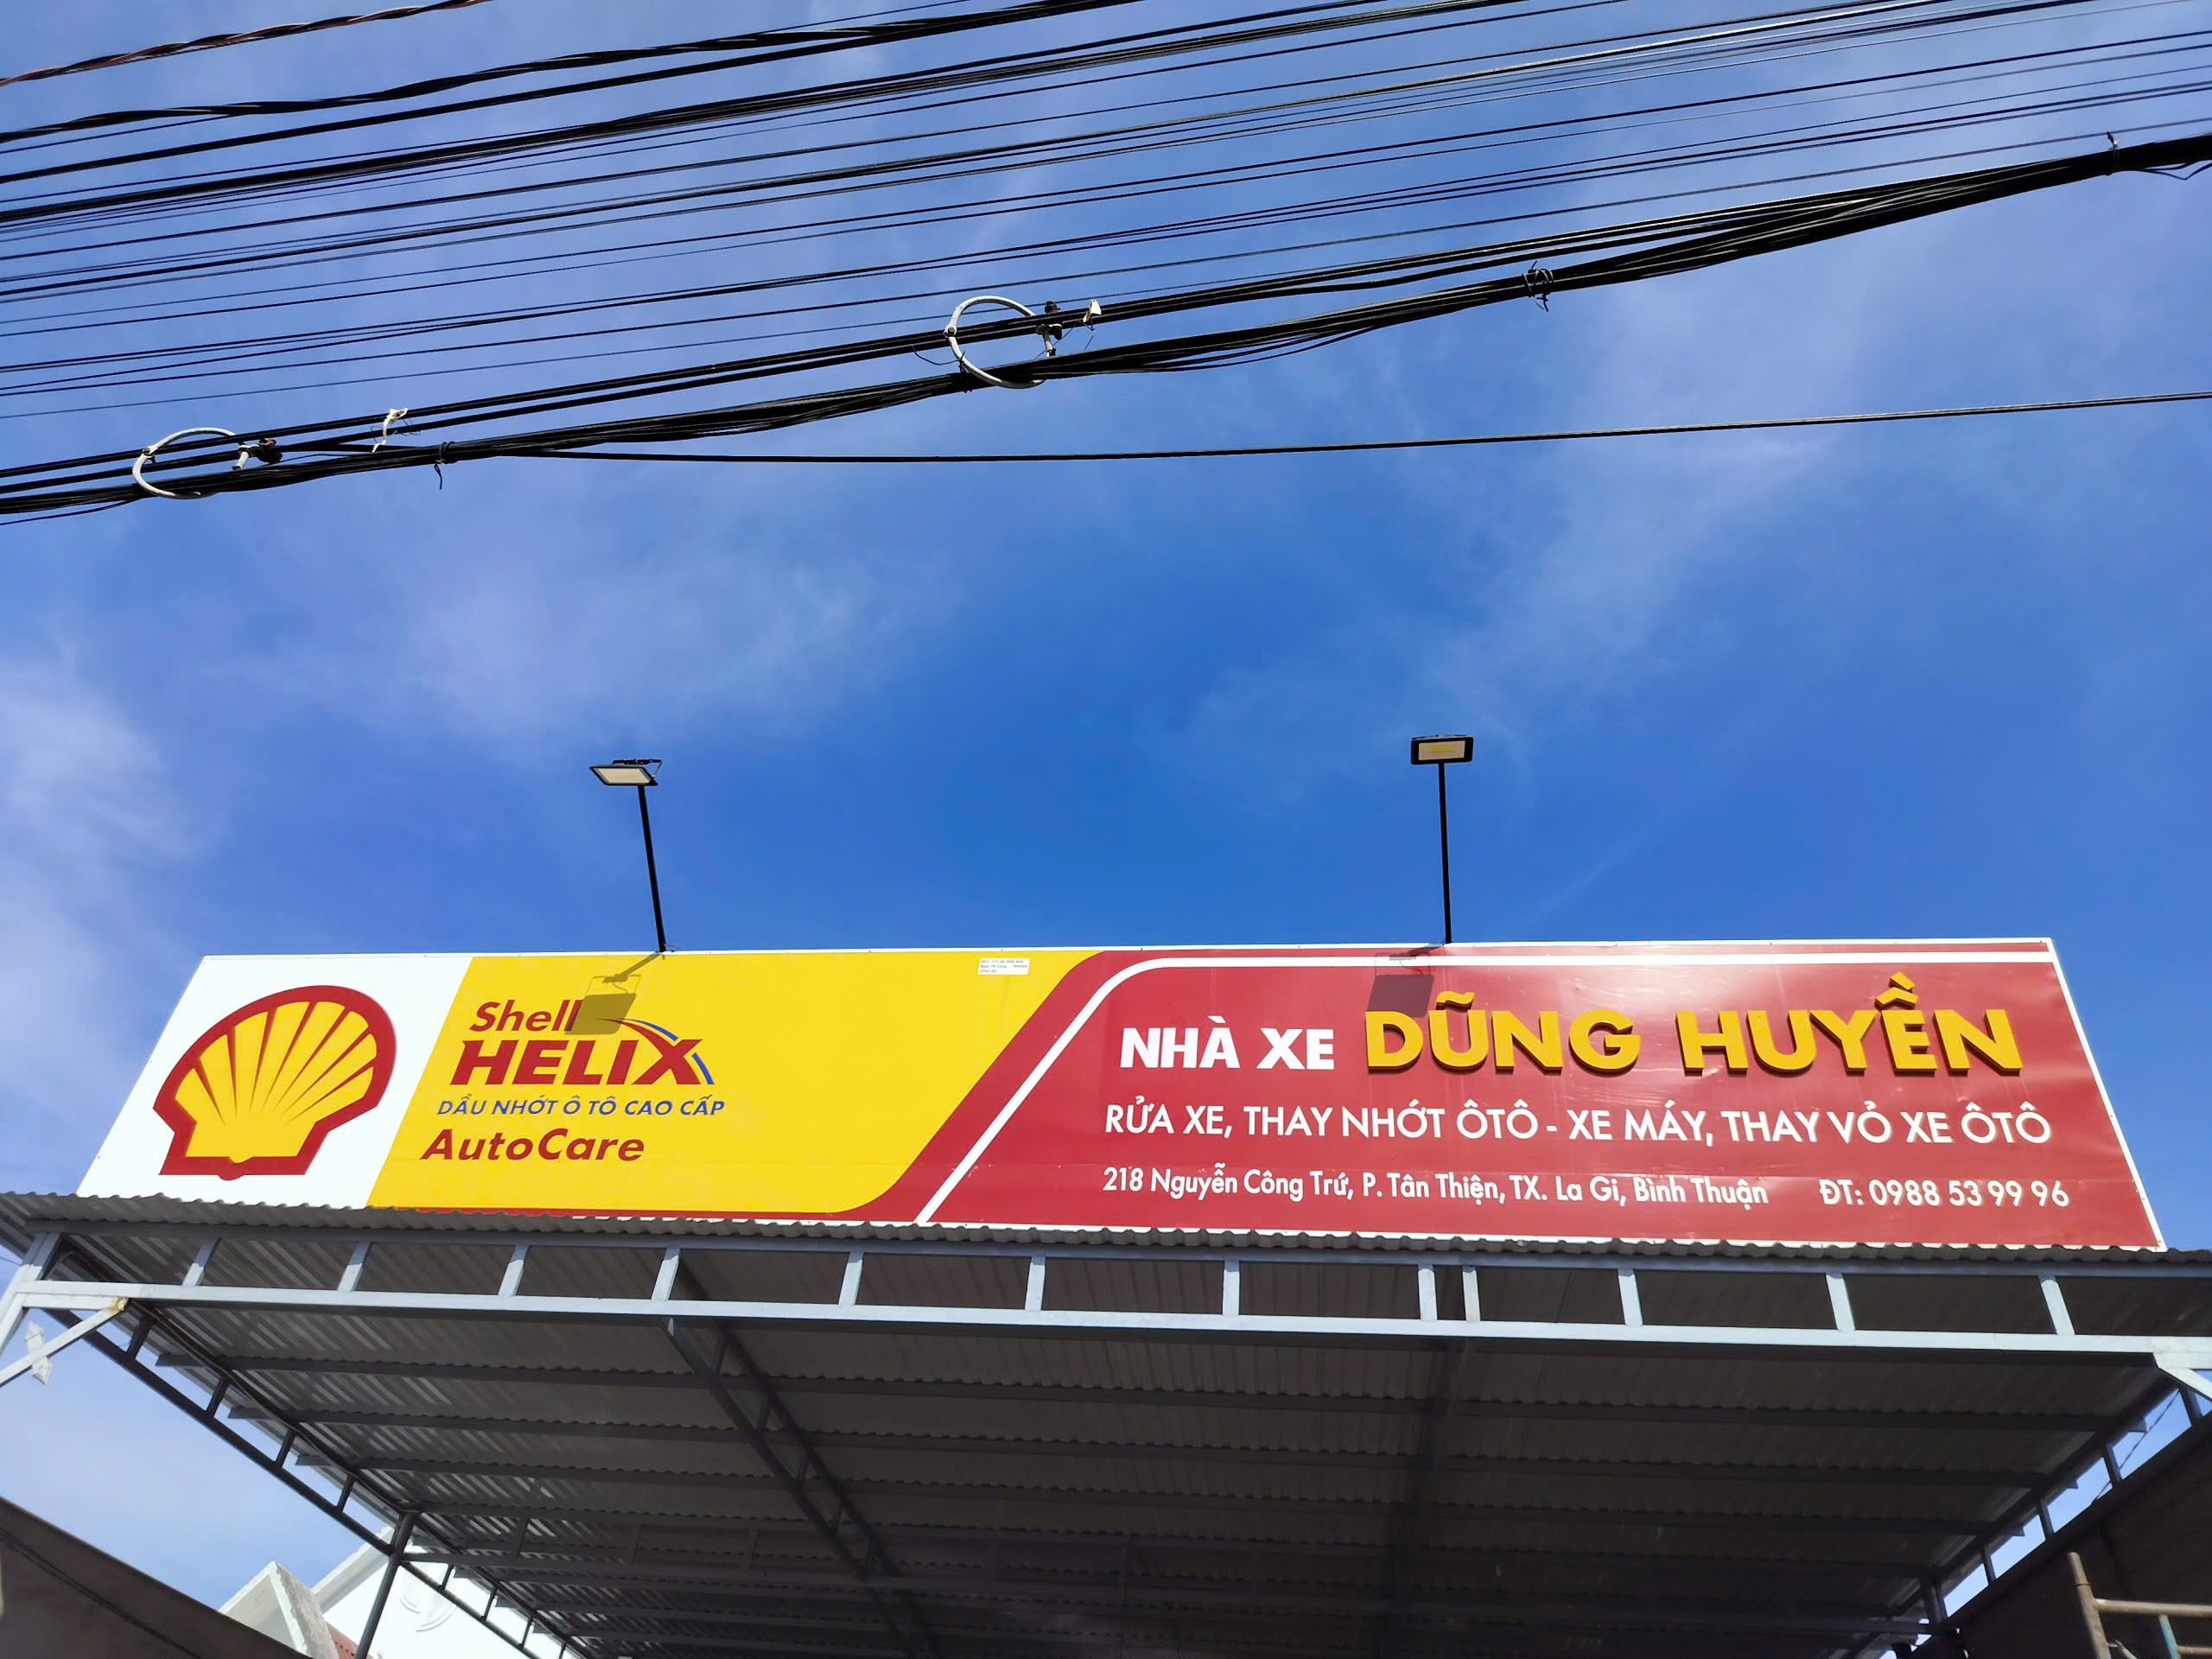 Shell
HELIX
DẦU NHỚT Ô TÔ CAO CẤP
AutoCare
NHÀ XE DŨNG HUYỀN
RỬA XE, THAY NHỚT ÔTÔ - XE MÁY, THAY VỎ XE ÔTÔ
218 Nguyễn Công Trứ, P. Tân Thiện, TX. La Gi, Bình Thuận ĐT: 0988 53 99 96